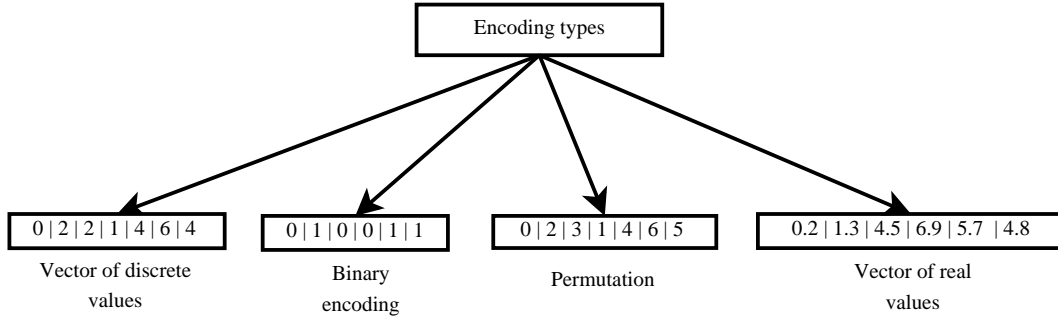 Encoding types
0 | 2 | 2 | 1 | 4 | 6 | 4
0 | 1 | 0 | 0 | 1 | 1
0 | 2 | 3 | 1 | 4 | 6 | 5
0.2 | 1.3 | 4.5 | 6.9 | 5.7 | 4.8
Vector of discrete
values
Binary
encoding
Permutation
Vector of real
values